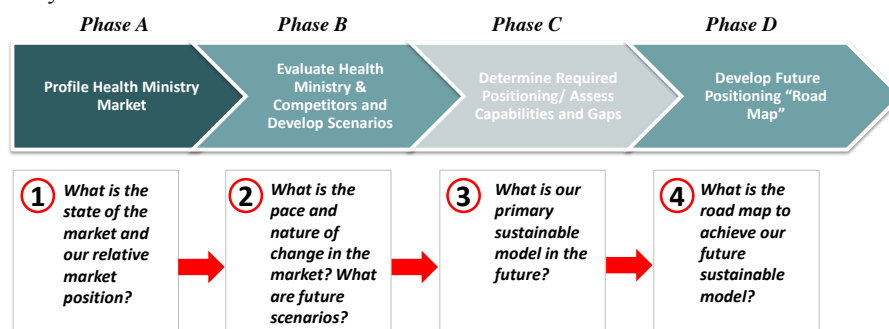 Phase A
Phase B
Phase C
Phase D
Profile Health Ministry
Market
Evaluate Health
Ministry &
Competitors and
Develop Scenarios
Determine Required
Positioning/ Assess
Capabilities and Gaps
Develop Future
Positioning “Road
Map”
1
What is the
state of the
market and
our relative
market
position?
2
What is the
pace and
nature of
change in the
market? What
are future
scenarios?
3
What is our
primary
sustainable
model in the
future?
4
What is the
road map to
achieve our
future
sustainable
model?